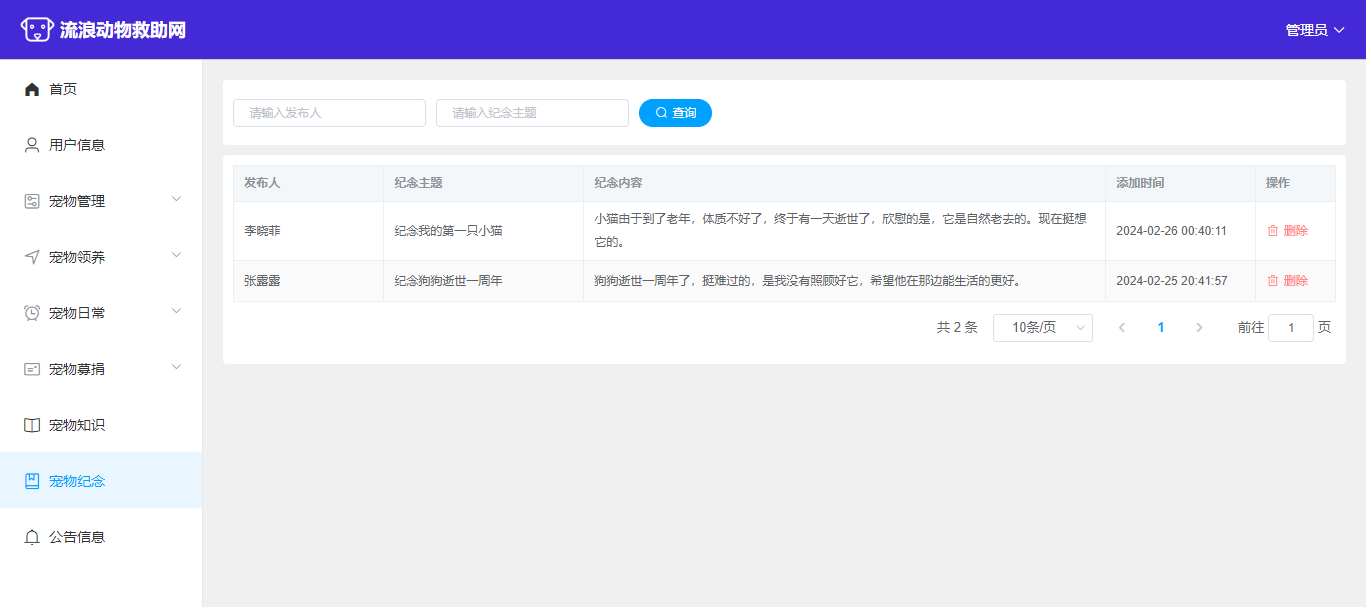 流浪动物救助网
管理员
首页
用户信息
宠物管理
宠物领养
宠物日常
宠物募捐
宠物知识
宠物纪念
公告信息
请输入发布人 请输入纪念主题 查询
发布人 纪念主题 纪念内容 添加时间 操作
李晓菲 纪念我的第一只小猫 小猫由于到了老年，体质不好了，终于有一天逝世了，欣慰的是，它是自然老去的。现在挺想
它的。 2024-02-26 00:40:11 删除
张露露 纪念狗狗逝世一周年 狗狗逝世一周年了，挺难过的，是我没有照顾好它，希望他在那边能生活的更好。 2024-02-25 20:41:57 删除
共 2 条 10条/页 1 前往 1 页